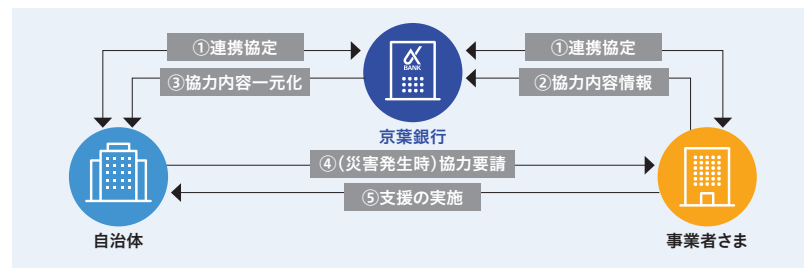 ①連携協定
①連携協定
α
BANK
③協力内容一元化
②協力内容情報
京葉銀行
④(災害発生時)協力要請
⑤支援の実施
自治体
事業者さま